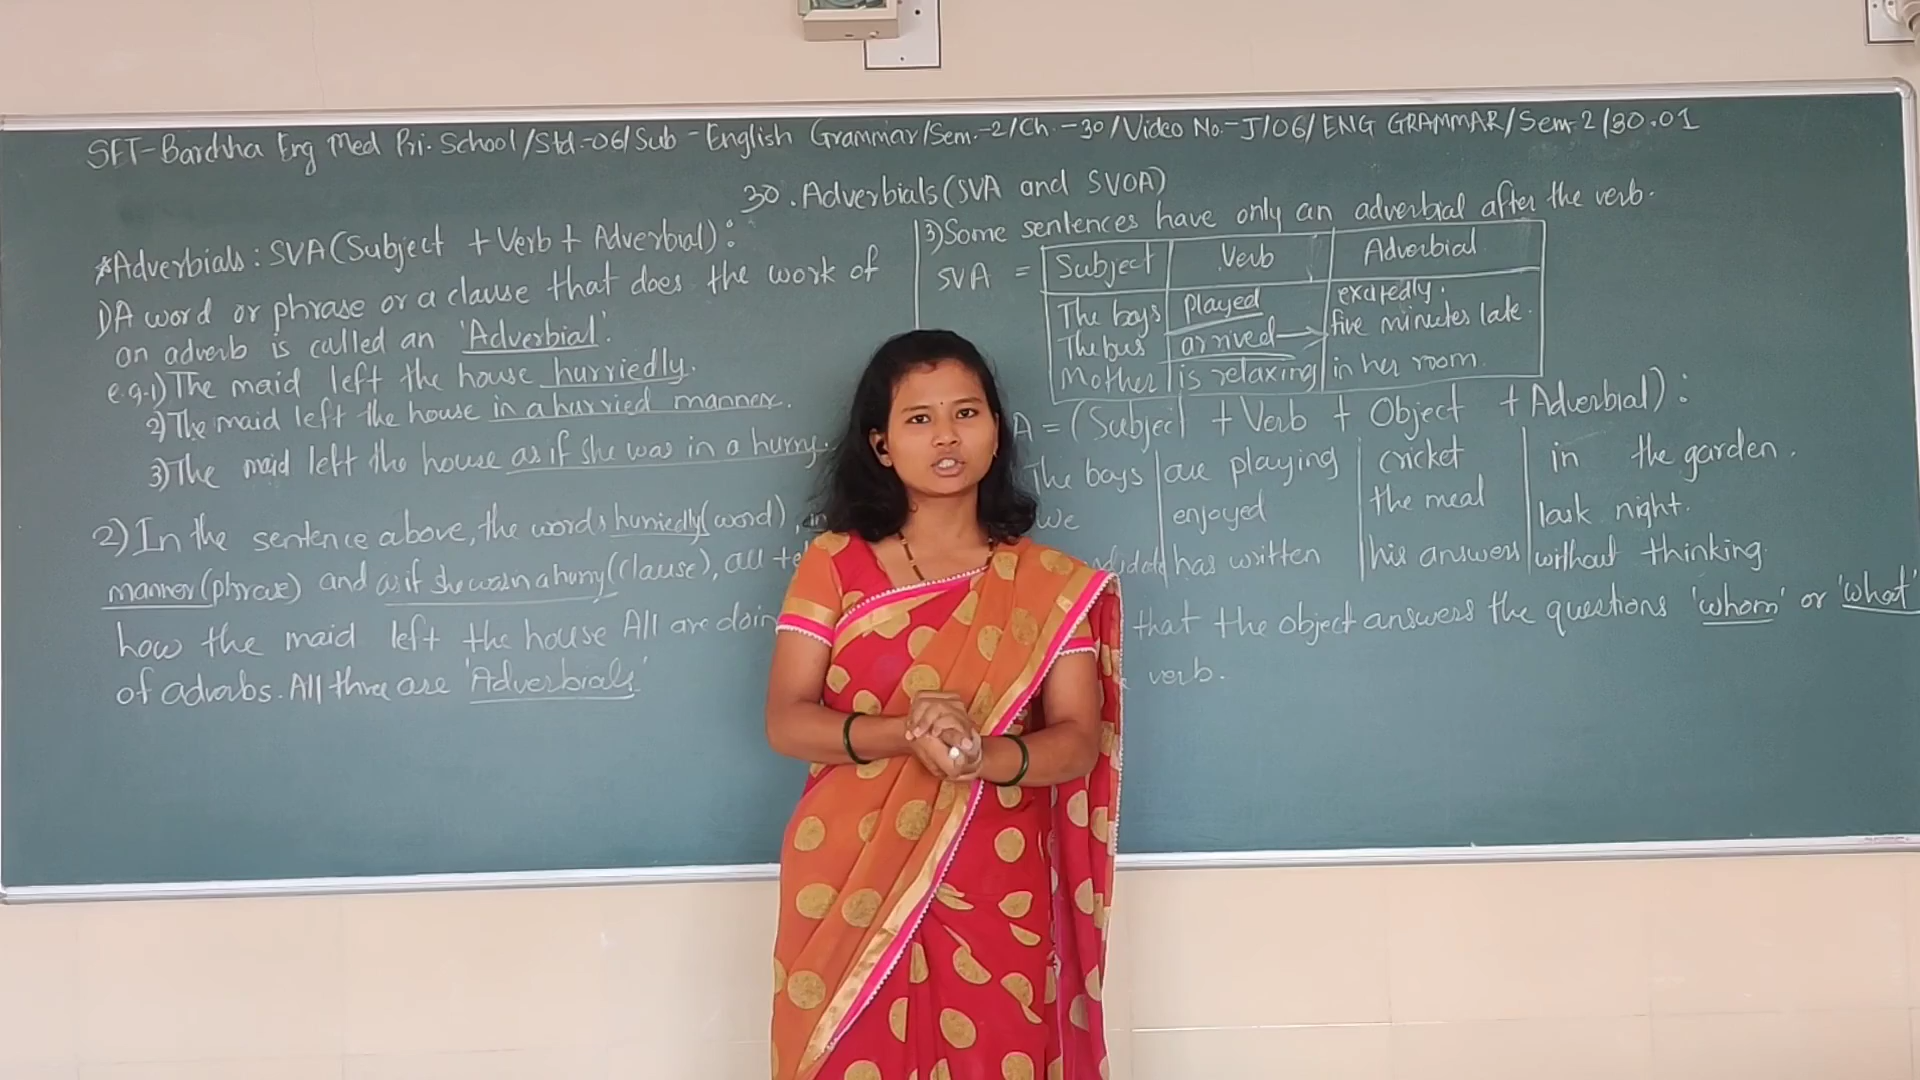 SFT-Bardhha Eng Med Pri. School/Std.-06/Sub-English Grammar/Sem.-2/Ch.-30/Video No.-J/06/ENG GRAMMAR/Sem-2/30.01
30. Adverbials (SVA and SVOA)
*Adverbials: SVA (Subject + Verb + Adverbial):
1) A word or phrase or a clause that does the work of
an adverb is called an 'Adverbial'.
e.g. 1) The maid left the house hurriedly.
2) The maid left the house in a hurried manner.
3) The maid left the house as if she was in a hurry.
2) In the sentence above, the words hurriedly (word), in
manner (phrase) and as if she was in a hurry (clause), all te
how the maid left the house All are doin
of adverbs. All three are 'Adverbials'
3) Some sentences have only an adverbial after the verb.
SVA = Subject Verb Adverbial
The boys played excitedly.
The bus arrived five minutes late.
Mother is relaxing in her room.
A = (Subject + Verb + Object + Adverbial):
The boys are playing cricket in the garden.
We enjoyed the meal last night.
has written his answers without thinking
that the object answers the questions 'whom' or 'what'
verb.